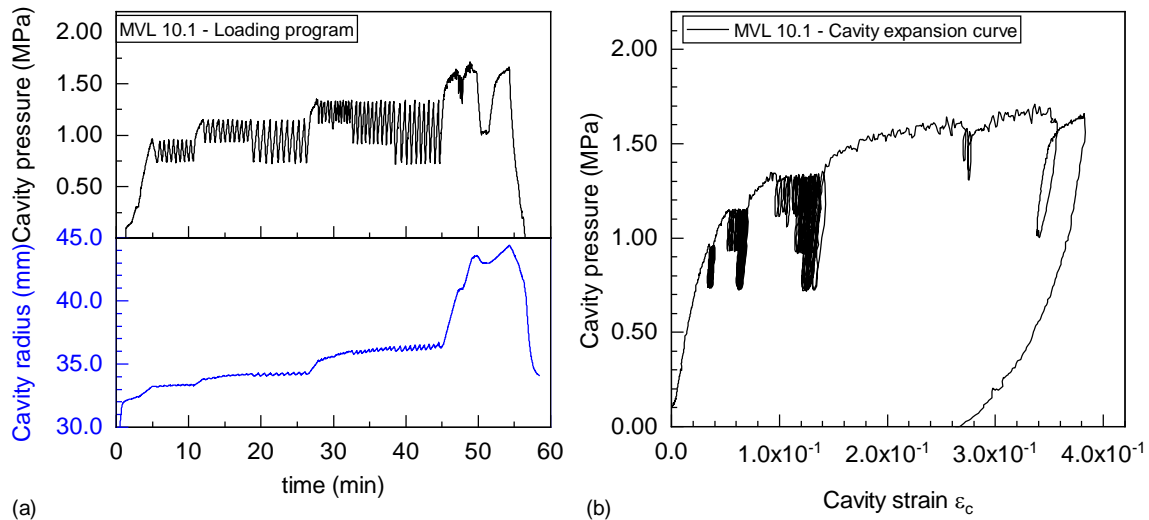 MVL 10.1 - Loading program
Cavity pressure (MPa)
2.00
1.50
1.00
0.50
Cavity radius (mm)
45.0
40.0
35.0
30.0
0 10 20 30 40 50 60
time (min)
(a)
MVL 10.1 - Cavity expansion curve
Cavity pressure (MPa)
2.00
1.50
1.00
0.50
0.00
0.0 1.0x10⁻¹ 2.0x10⁻¹ 3.0x10⁻¹ 4.0x10⁻¹
Cavity strain ε_c
(b)